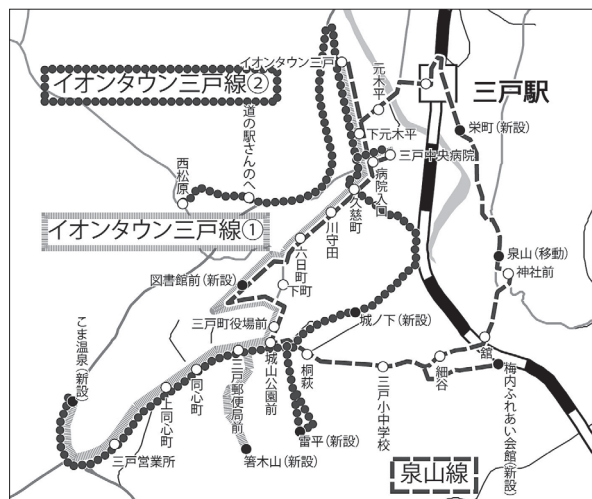 イオンタウン三戸線②
イオンタウン三戸
元木平
三戸駅
下元木平
栄町(新設)
三戸中央病院
病院入口
道の駅さんのへ
西松原
久慈町
イオンタウン三戸線①
川守田
六日町
泉山(移動)
神社前
図書館前(新設)
下町
三戸町役場前
城ノ下(新設)
こま温泉(新設)
城山公園前
桐萩
舘
細谷
梅内ふれあい会館(新設)
三戸小中学校
三戸郵便局前
同心町
上同心町
雷平(新設)
箸木山(新設)
三戸営業所
泉山線